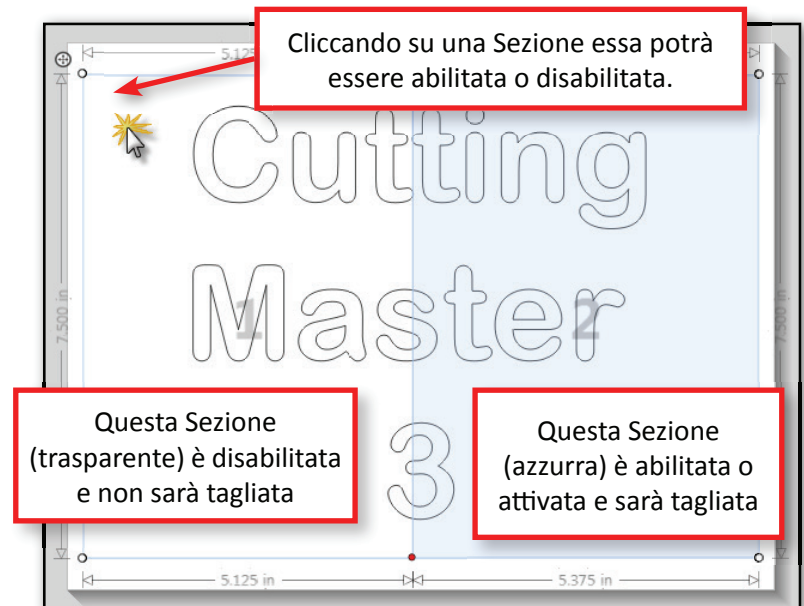 Cliccando su una Sezione essa potrà
essere abilitata o disabilitata.
5.125
Cutting
Master
1
2
3
7.500 in
7.500 in
Questa Sezione
(trasparente) è disabilitata
e non sarà tagliata
Questa Sezione
(azzurra) è abilitata o
attivata e sarà tagliata
5.125 in
5.375 in